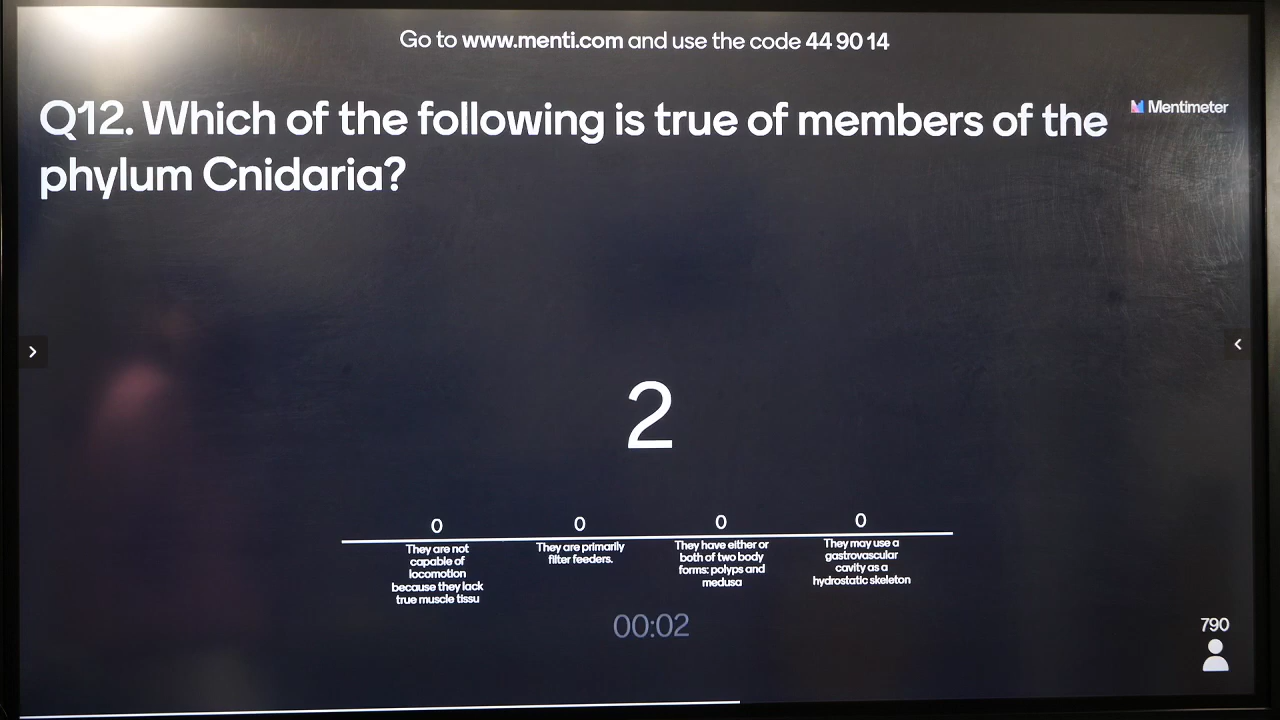 Go to www.menti.com and use the code 44 90 14
Q12. Which of the following is true of members of the
phylum Cnidaria?
Mentimeter
2
0
They are not
capable of
locomotion
because they lack
true muscle tissu
0
They are primarily
filter feeders.
0
They have either or
both of two body
forms: polyps and
medusa
0
They may use a
gastrovascular
cavity as a
hydrostatic skeleton
00:02
790